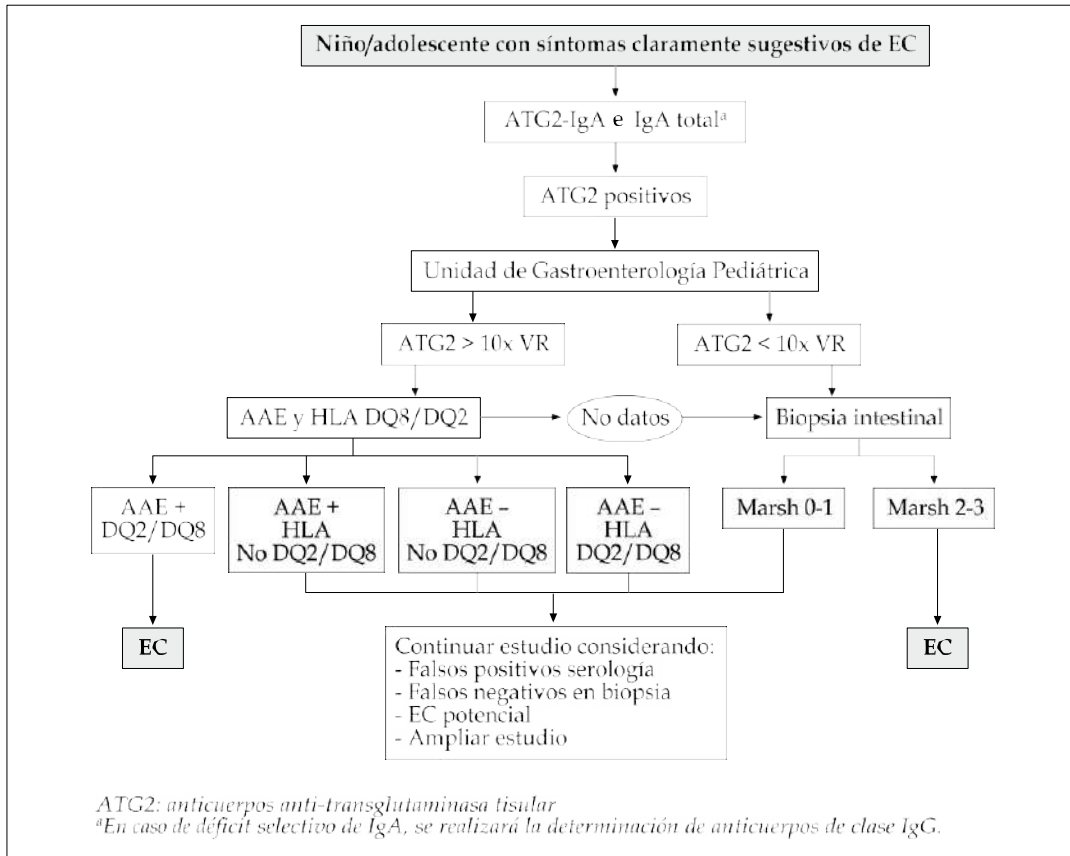 Niño/adolescente con síntomas claramente sugestivos de EC
ATG2-IgA e IgA totalª
ATG2 positivos
Unidad de Gastroenterología Pediátrica
ATG2 > 10x VR
ATG2 < 10x VR
AAE y HLA DQ8/DQ2
No datos
Biopsia intestinal
AAE +
DQ2/DQ8
AAE +
HLA
No DQ2/DQ8
AAE –
HLA
No DQ2/DQ8
AAE –
HLA
DQ2/DQ8
Marsh 0-1
Marsh 2-3
EC
Continuar estudio considerando:
- Falsos positivos serología
- Falsos negativos en biopsia
- EC potencial
- Ampliar estudio
EC
ATG2: anticuerpos anti-transglutaminasa tisular
ªEn caso de déficit selectivo de IgA, se realizará la determinación de anticuerpos de clase IgG.